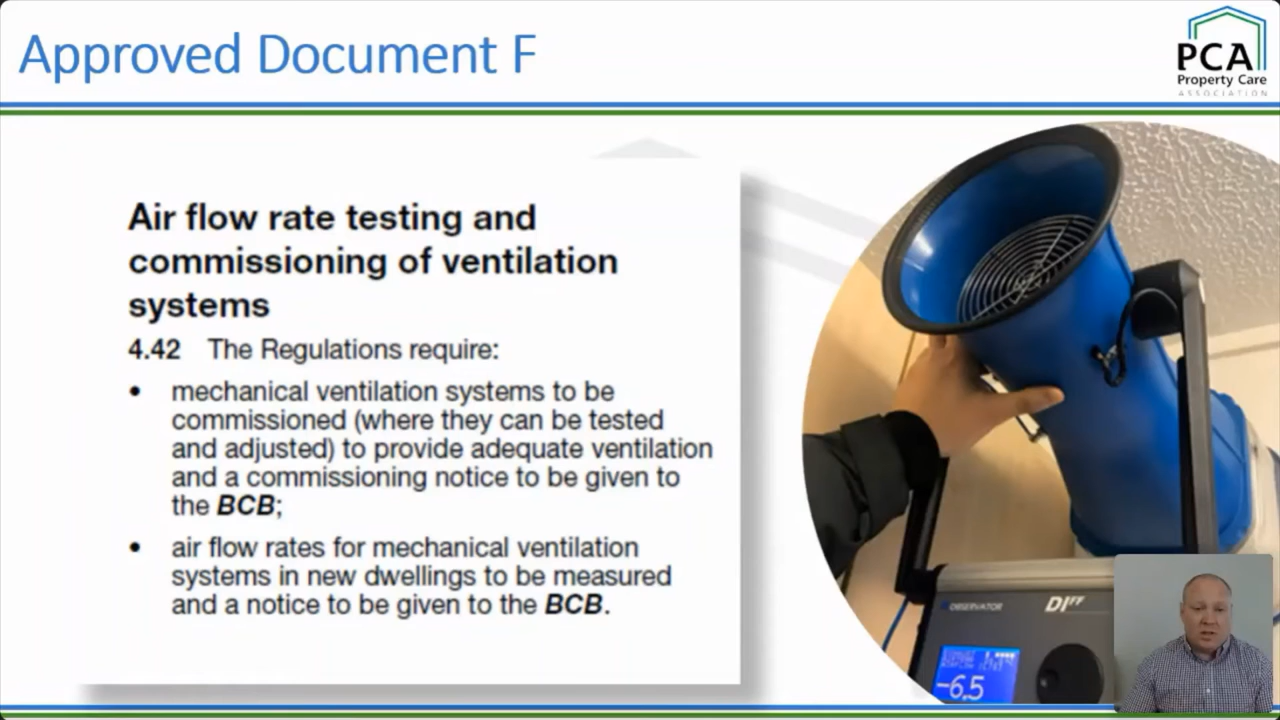 Approved Document F
PCA
Property Care
ASSOCIATION
Air flow rate testing and
commissioning of ventilation
systems
4.42 The Regulations require:
• mechanical ventilation systems to be
commissioned (where they can be tested
and adjusted) to provide adequate ventilation
and a commissioning notice to be given to
the BCB;
• air flow rates for mechanical ventilation
systems in new dwellings to be measured
and a notice to be given to the BCB.
OBSERVATOR DIFF
-6.5